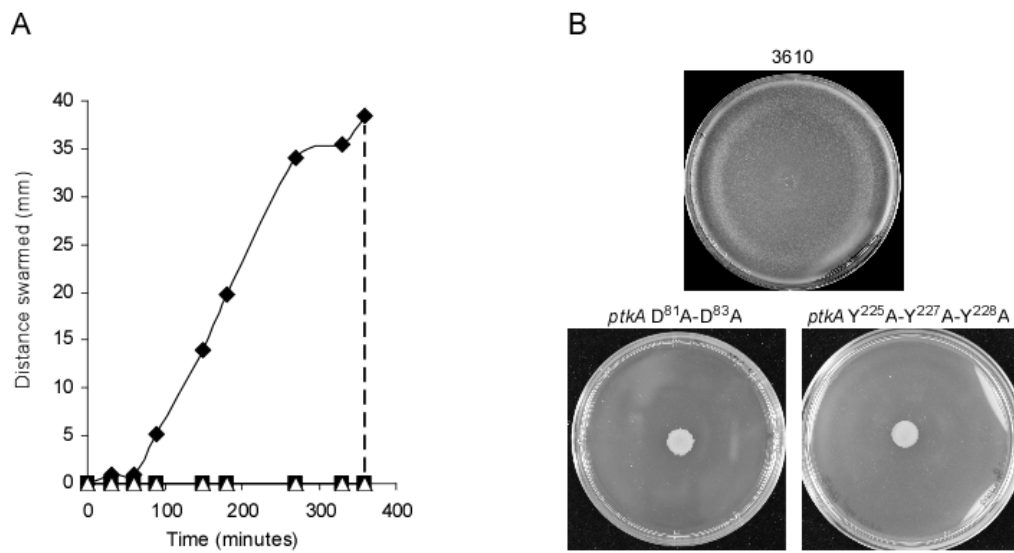 A
B
3610
40
35
30
25
20
15
10
5
0
Distance swarmed (mm)
0 100 200 300 400
Time (minutes)
ptkA D⁸¹A-D⁸³A
ptkA Y²²⁵A-Y²²⁷A-Y²²⁸A